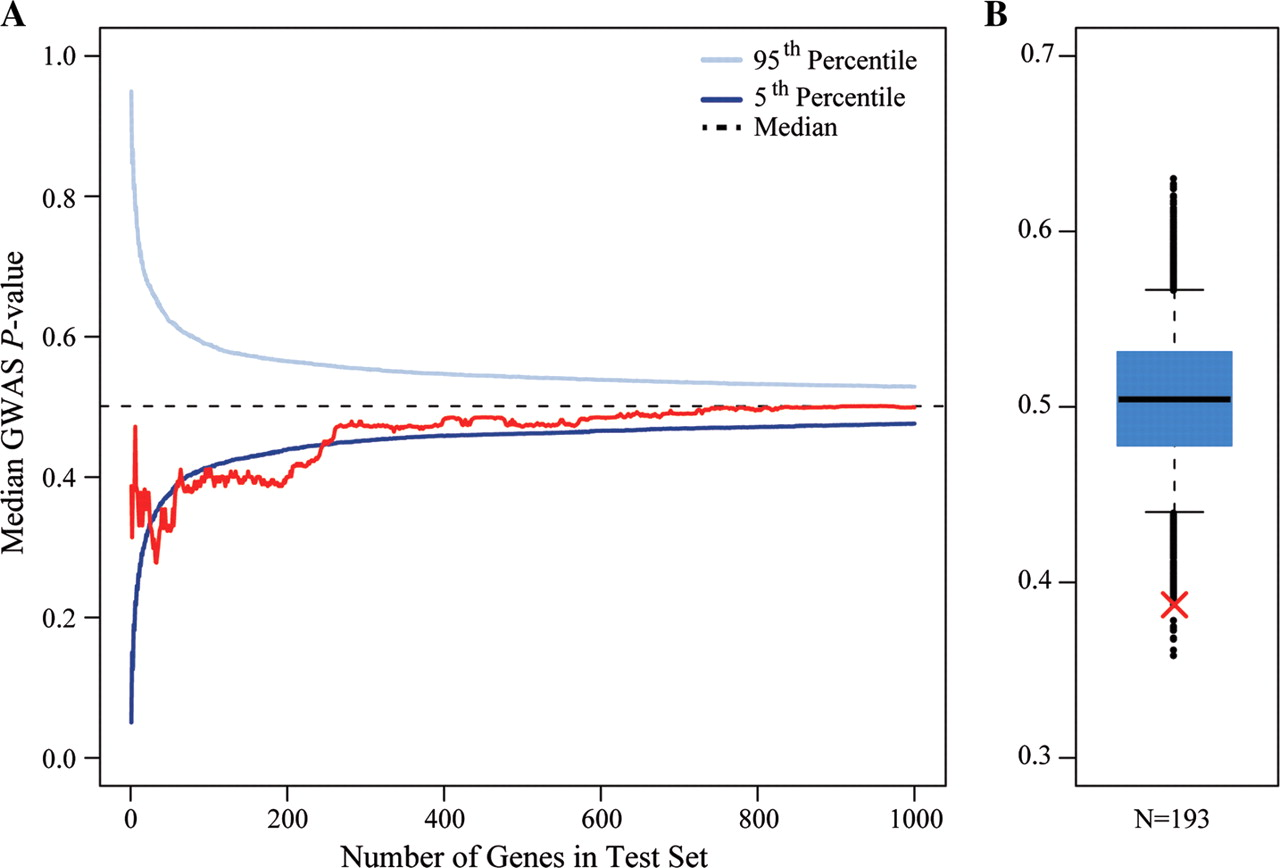 A
B
95th Percentile
5th Percentile
Median
Median GWAS P-value
1.0
0.8
0.6
0.4
0.2
0.0
0
200
400
600
800
1000
Number of Genes in Test Set
0.7
0.6
0.5
0.4
0.3
N=193